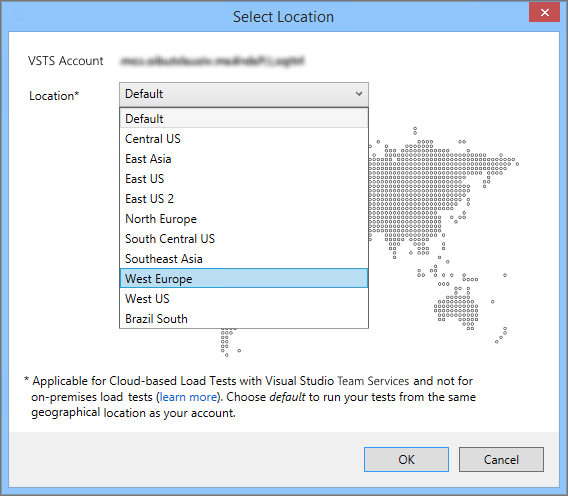 Select Location
VSTS Account
Location*
Default
Default
Central US
East Asia
East US
East US 2
North Europe
South Central US
Southeast Asia
West Europe
West US
Brazil South
* Applicable for Cloud-based Load Tests with Visual Studio Team Services and not for
on-premises load tests (learn more). Choose default to run your tests from the same
geographical location as your account.
OK
Cancel